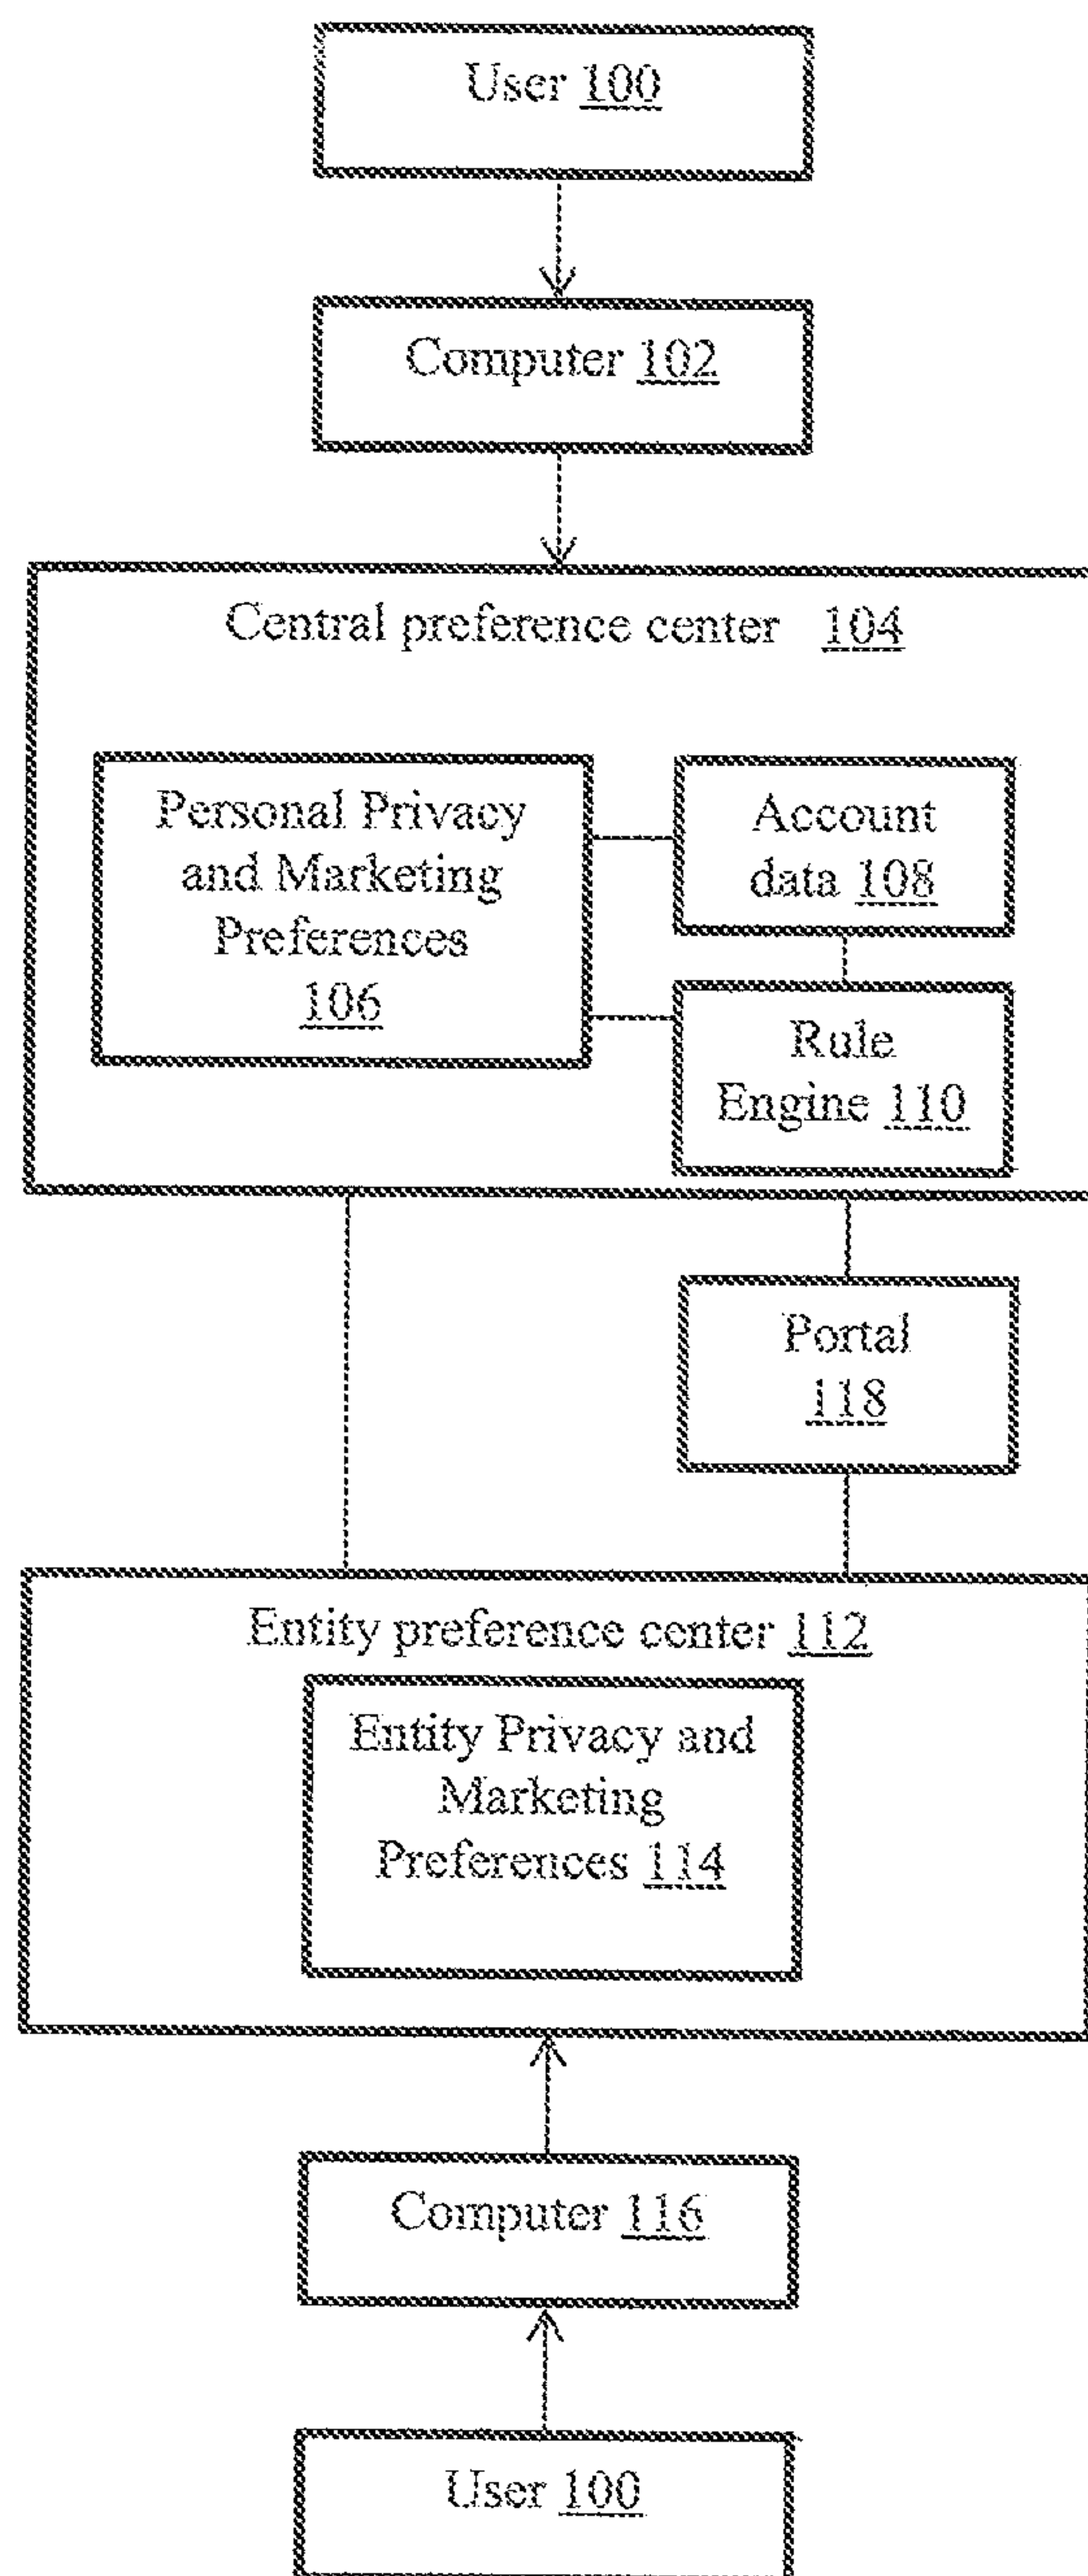 User 100
Computer 102
Central preference center 104
Personal Privacy
and Marketing
Preferences
106
Account
data 108
Rule
Engine 110
Portal
118
Entity preference center 112
Entity Privacy and
Marketing
Preferences 114
Computer 116
User 100